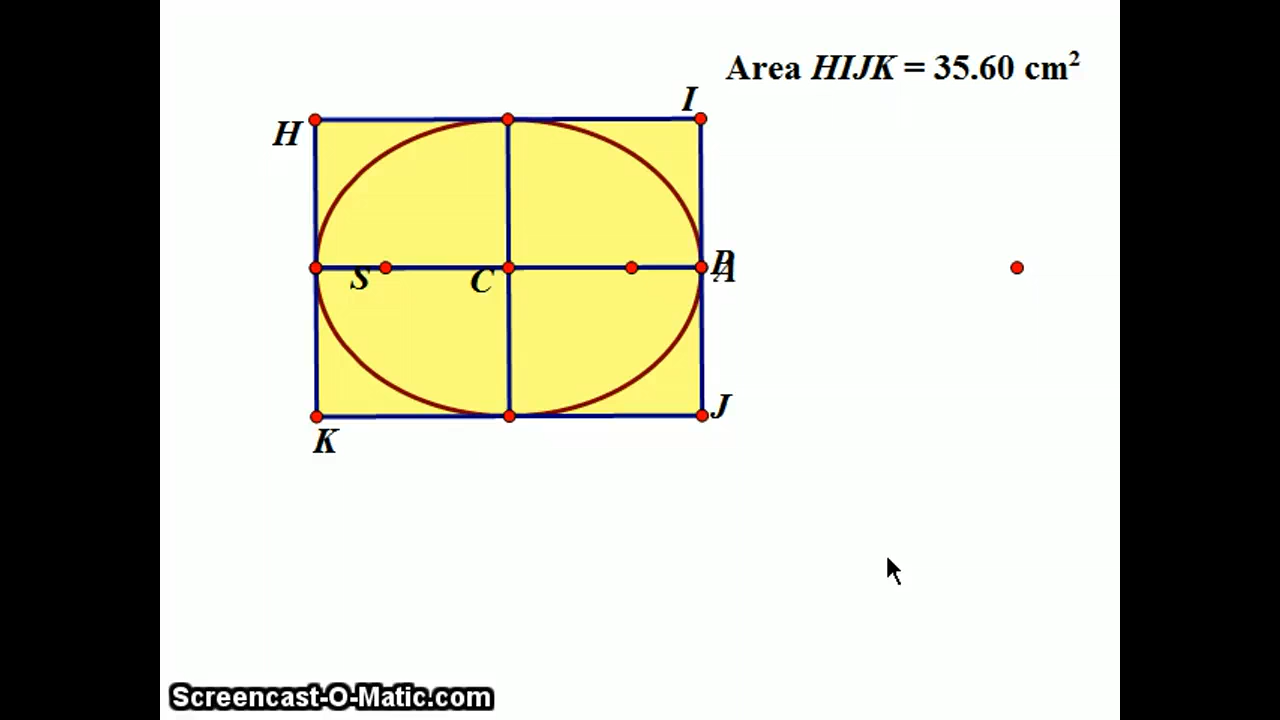 Area HIJK = 35.60 cm²
I
H
B
A
S
C
J
K
Screencast-O-Matic.com